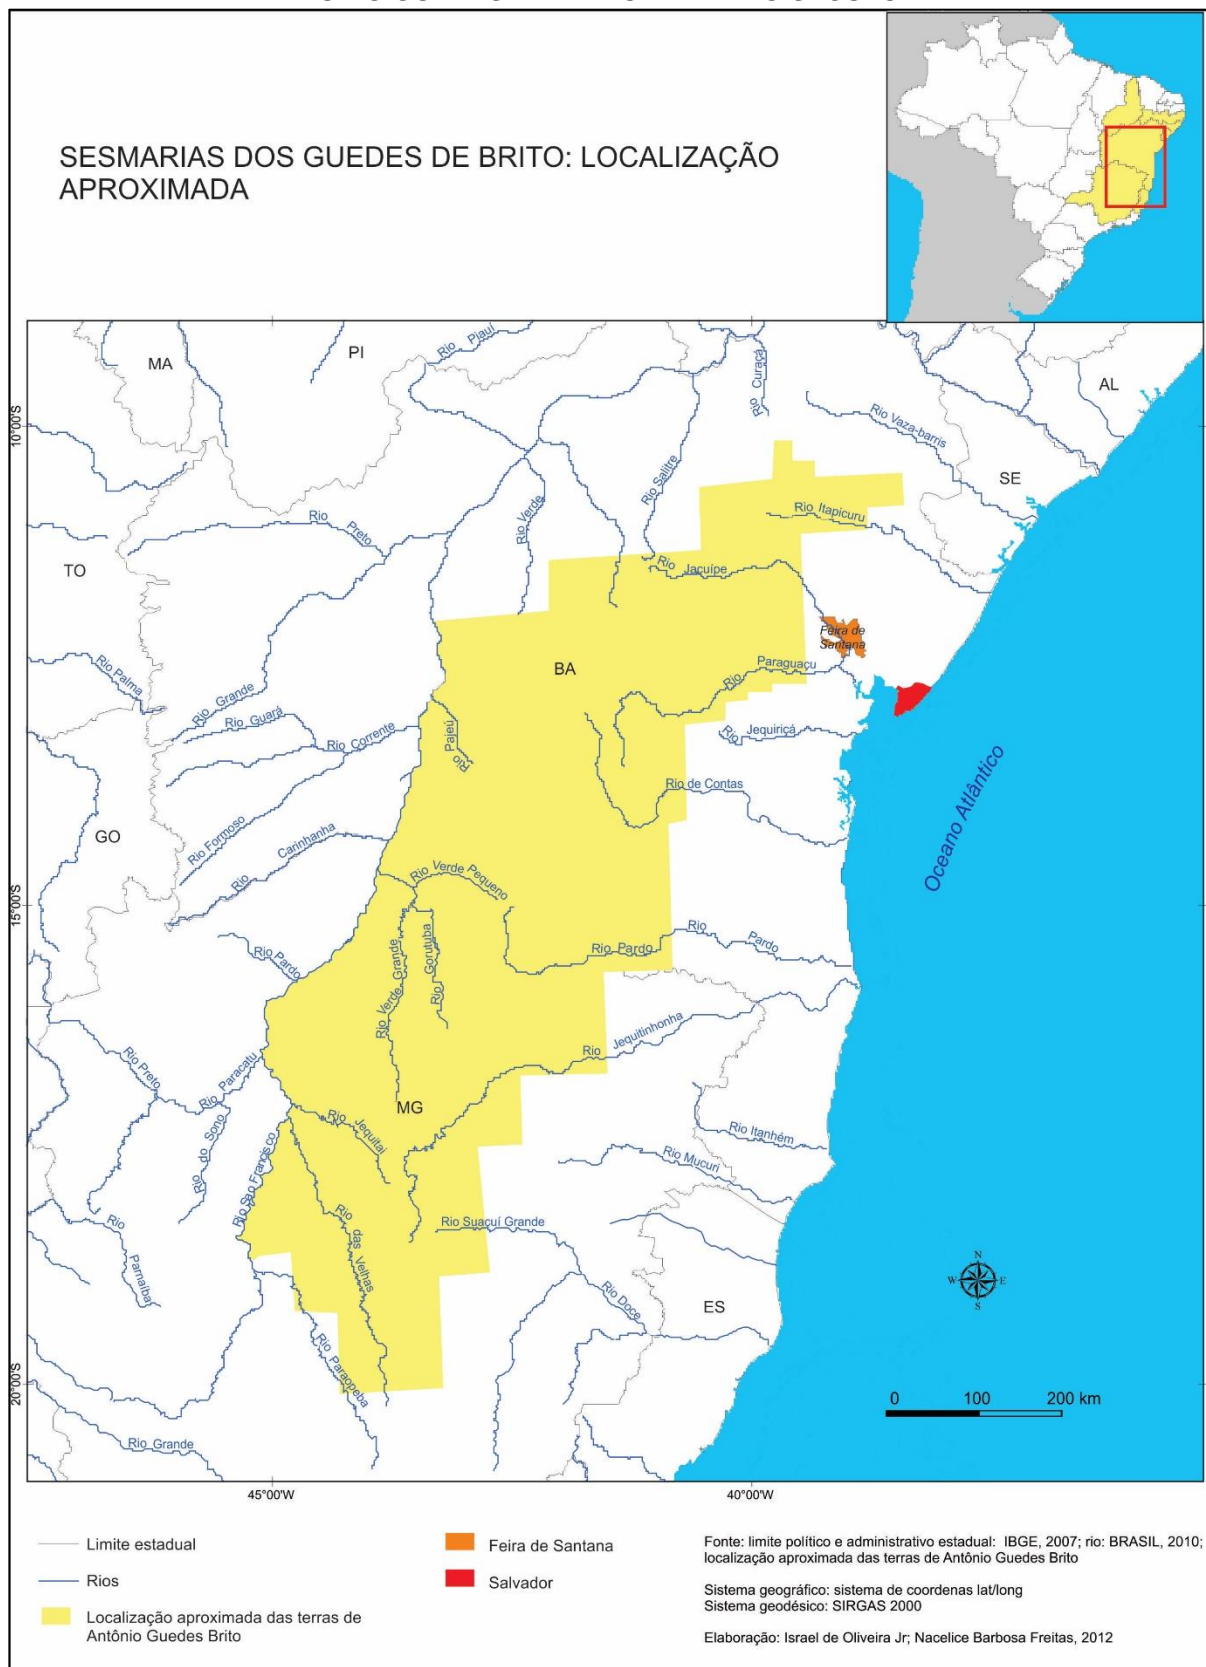 SESMARIAS DOS GUEDES DE BRITO: LOCALIZAÇÃO
APROXIMADA
MA
PI
Rio Piauí
Rio Curaçá
AL
10°00'S
Rio Vaza-barris
SE
Rio Salitre
Rio Verde
Rio Itapicuru
Rio Preto
TO
Rio Jacuípe
Feira de
Santana
BA
Rio Paraguaçu
Rio Palma
Rio Grande
Rio Guará
Rio Corrente
Rio Pajeú
Rio Jequiriçá
Rio de Contas
Oceano Atlântico
GO
Rio Formoso
Rio Carinhanha
Rio Verde Pequeno
15°00'S
Rio Pardo
Rio Verde Grande
Rio Gorutuba
Rio Pardo
Rio Pardo
Rio Jequitinhonha
Rio Preto
Rio Paracatu
MG
Rio do Sono
Rio Jequitaí
Rio Itanhém
Rio Mucuri
Rio Sao Francisco
Rio Suaçuí Grande
Rio Parnaíba
Rio das Velhas
Rio Doce
ES
N
W
E
S
Rio Paraopeba
20°00'S
0 100 200 km
Rio Grande
45°00'W
40°00'W
Limite estadual
Rios
Localização aproximada das terras de
Antônio Guedes Brito
Feira de Santana
Salvador
Fonte: limite político e administrativo estadual: IBGE, 2007; rio: BRASIL, 2010;
localização aproximada das terras de Antônio Guedes Brito
Sistema geográfico: sistema de coordenas lat/long
Sistema geodésico: SIRGAS 2000
Elaboração: Israel de Oliveira Jr; Nacelice Barbosa Freitas, 2012